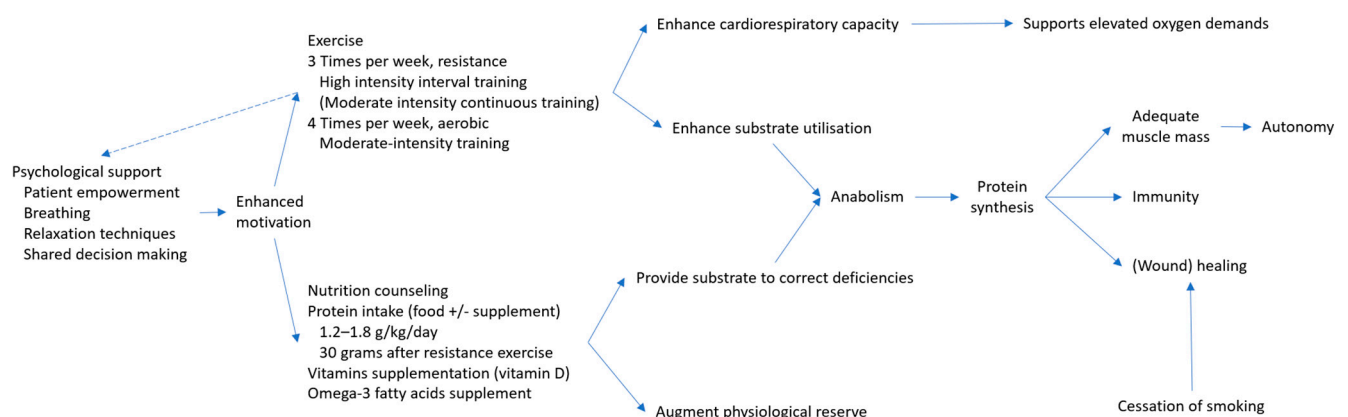 Psychological support
Patient empowerment
Breathing
Relaxation techniques
Shared decision making
Enhanced
motivation
Exercise
3 Times per week, resistance
High intensity interval training
(Moderate intensity continuous training)
4 Times per week, aerobic
Moderate-intensity training
Nutrition counseling
Protein intake (food +/- supplement)
1.2–1.8 g/kg/day
30 grams after resistance exercise
Vitamins supplementation (vitamin D)
Omega-3 fatty acids supplement
Enhance cardiorespiratory capacity
Supports elevated oxygen demands
Enhance substrate utilisation
Provide substrate to correct deficiencies
Augment physiological reserve
Anabolism
Protein
synthesis
Adequate
muscle mass
Autonomy
Immunity
(Wound) healing
Cessation of smoking